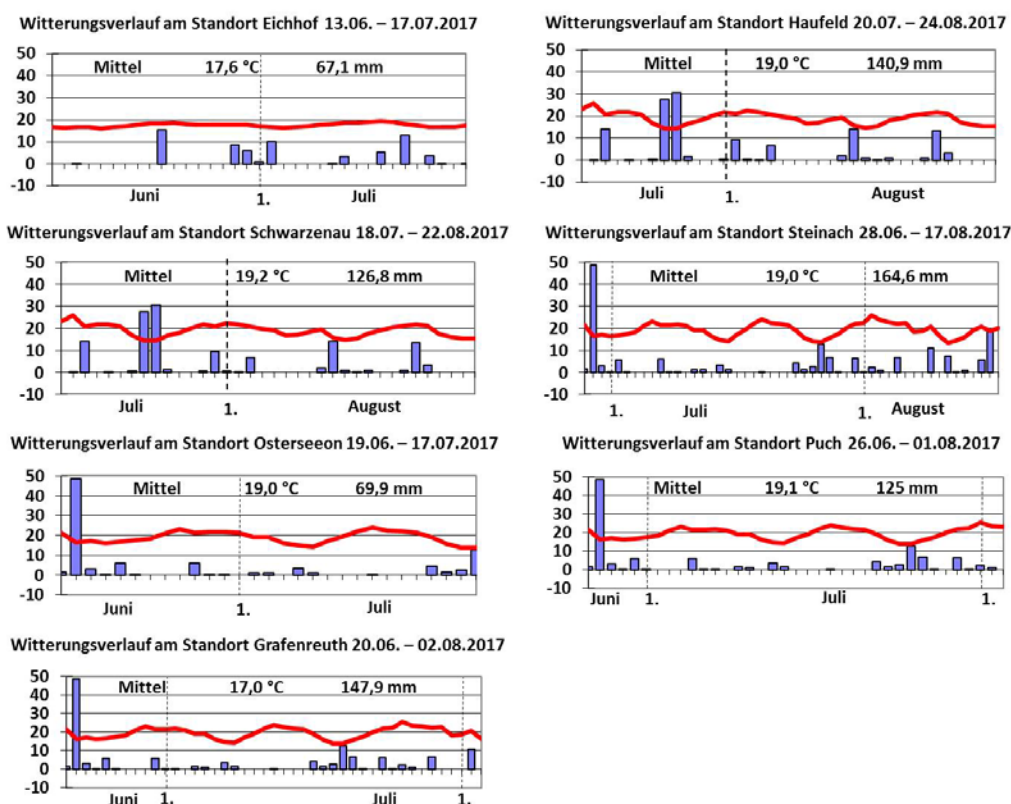 Witterungsverlauf am Standort Eichhof 13.06. – 17.07.2017
50
40
30
20
10
0
-10
Mittel 17,6 °C 67,1 mm
Juni 1. Juli
Witterungsverlauf am Standort Haufeld 20.07. – 24.08.2017
50
40
30
20
10
0
-10
Mittel 19,0 °C 140,9 mm
Juli 1. August
Witterungsverlauf am Standort Schwarzenau 18.07. – 22.08.2017
50
40
30
20
10
0
-10
Mittel 19,2 °C 126,8 mm
Juli 1. August
Witterungsverlauf am Standort Steinach 28.06. – 17.08.2017
50
40
30
20
10
0
-10
Mittel 19,0 °C 164,6 mm
1. Juli 1. August
Witterungsverlauf am Standort Osterseeon 19.06. – 17.07.2017
50
40
30
20
10
0
-10
Mittel 19,0 °C 69,9 mm
Juni 1. Juli
Witterungsverlauf am Standort Puch 26.06. – 01.08.2017
50
40
30
20
10
0
-10
Mittel 19,1 °C 125 mm
Juni 1. Juli 1.
Witterungsverlauf am Standort Grafenreuth 20.06. – 02.08.2017
50
40
30
20
10
0
-10
Mittel 17,0 °C 147,9 mm
Juni 1. Juli 1.